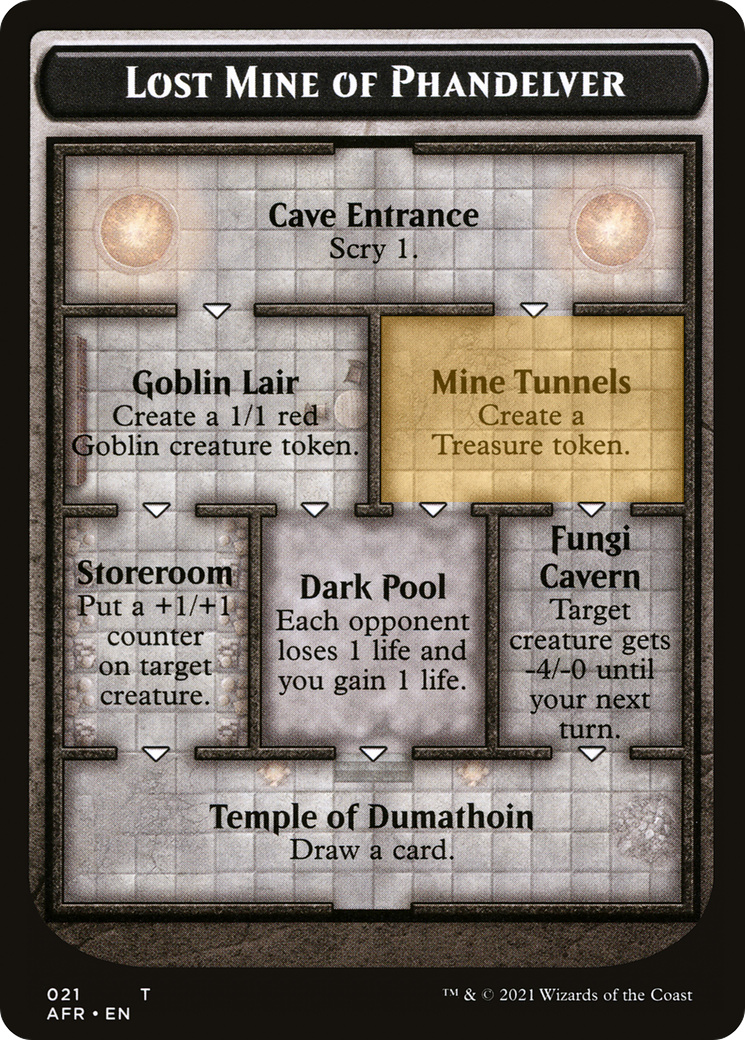 Lost Mine of Phandelver
Cave Entrance
Scry 1.
Goblin Lair
Create a 1/1 red
Goblin creature token.
Mine Tunnels
Create a
Treasure token.
Storeroom
Put a +1/+1
counter
on target
creature.
Dark Pool
Each opponent
loses 1 life and
you gain 1 life.
Fungi
Cavern
Target
creature gets
-4/-0 until
your next
turn.
Temple of Dumathoin
Draw a card.
021 T
AFR • EN
™ & © 2021 Wizards of the Coast